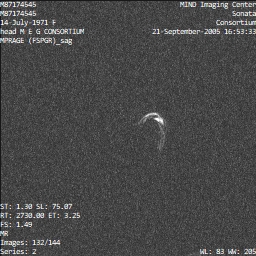 M87174545
M87174545
14-July-1971 F
head M E G CONSORTIUM
MPRAGE (FSPGR)_sag
MIND Imaging Center
Sonata
Consortium
21-September-2005 16:53:33
ST: 1.30 SL: 75.07
RT: 2730.00 ET: 3.25
FS: 1.49
MR
Images: 132/144
Series: 2
WL: 83 WW: 205